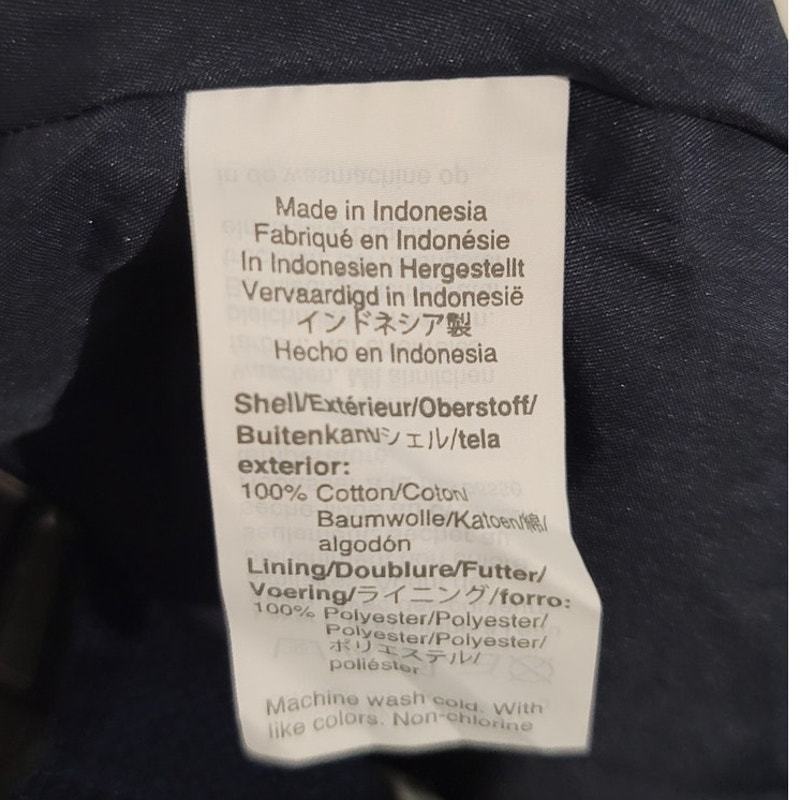 Made in Indonesia
Fabriqué en Indonésie
In Indonesien Hergestellt
Vervaardigd in Indonesië
インドネシア製
Hecho en Indonesia
Shell/Extérieur/Oberstoff/
Buitenkant/シェル/tela
exterior:
100% Cotton/Coton/
Baumwolle/Katoen/綿/
algodón
Lining/Doublure/Futter/
Voering/ライニング/forro:
100% Polyester/Polyester/
Polyester/Polyester/
ポリエステル/
poliéster
Machine wash cold. With
like colors. Non-chlorine